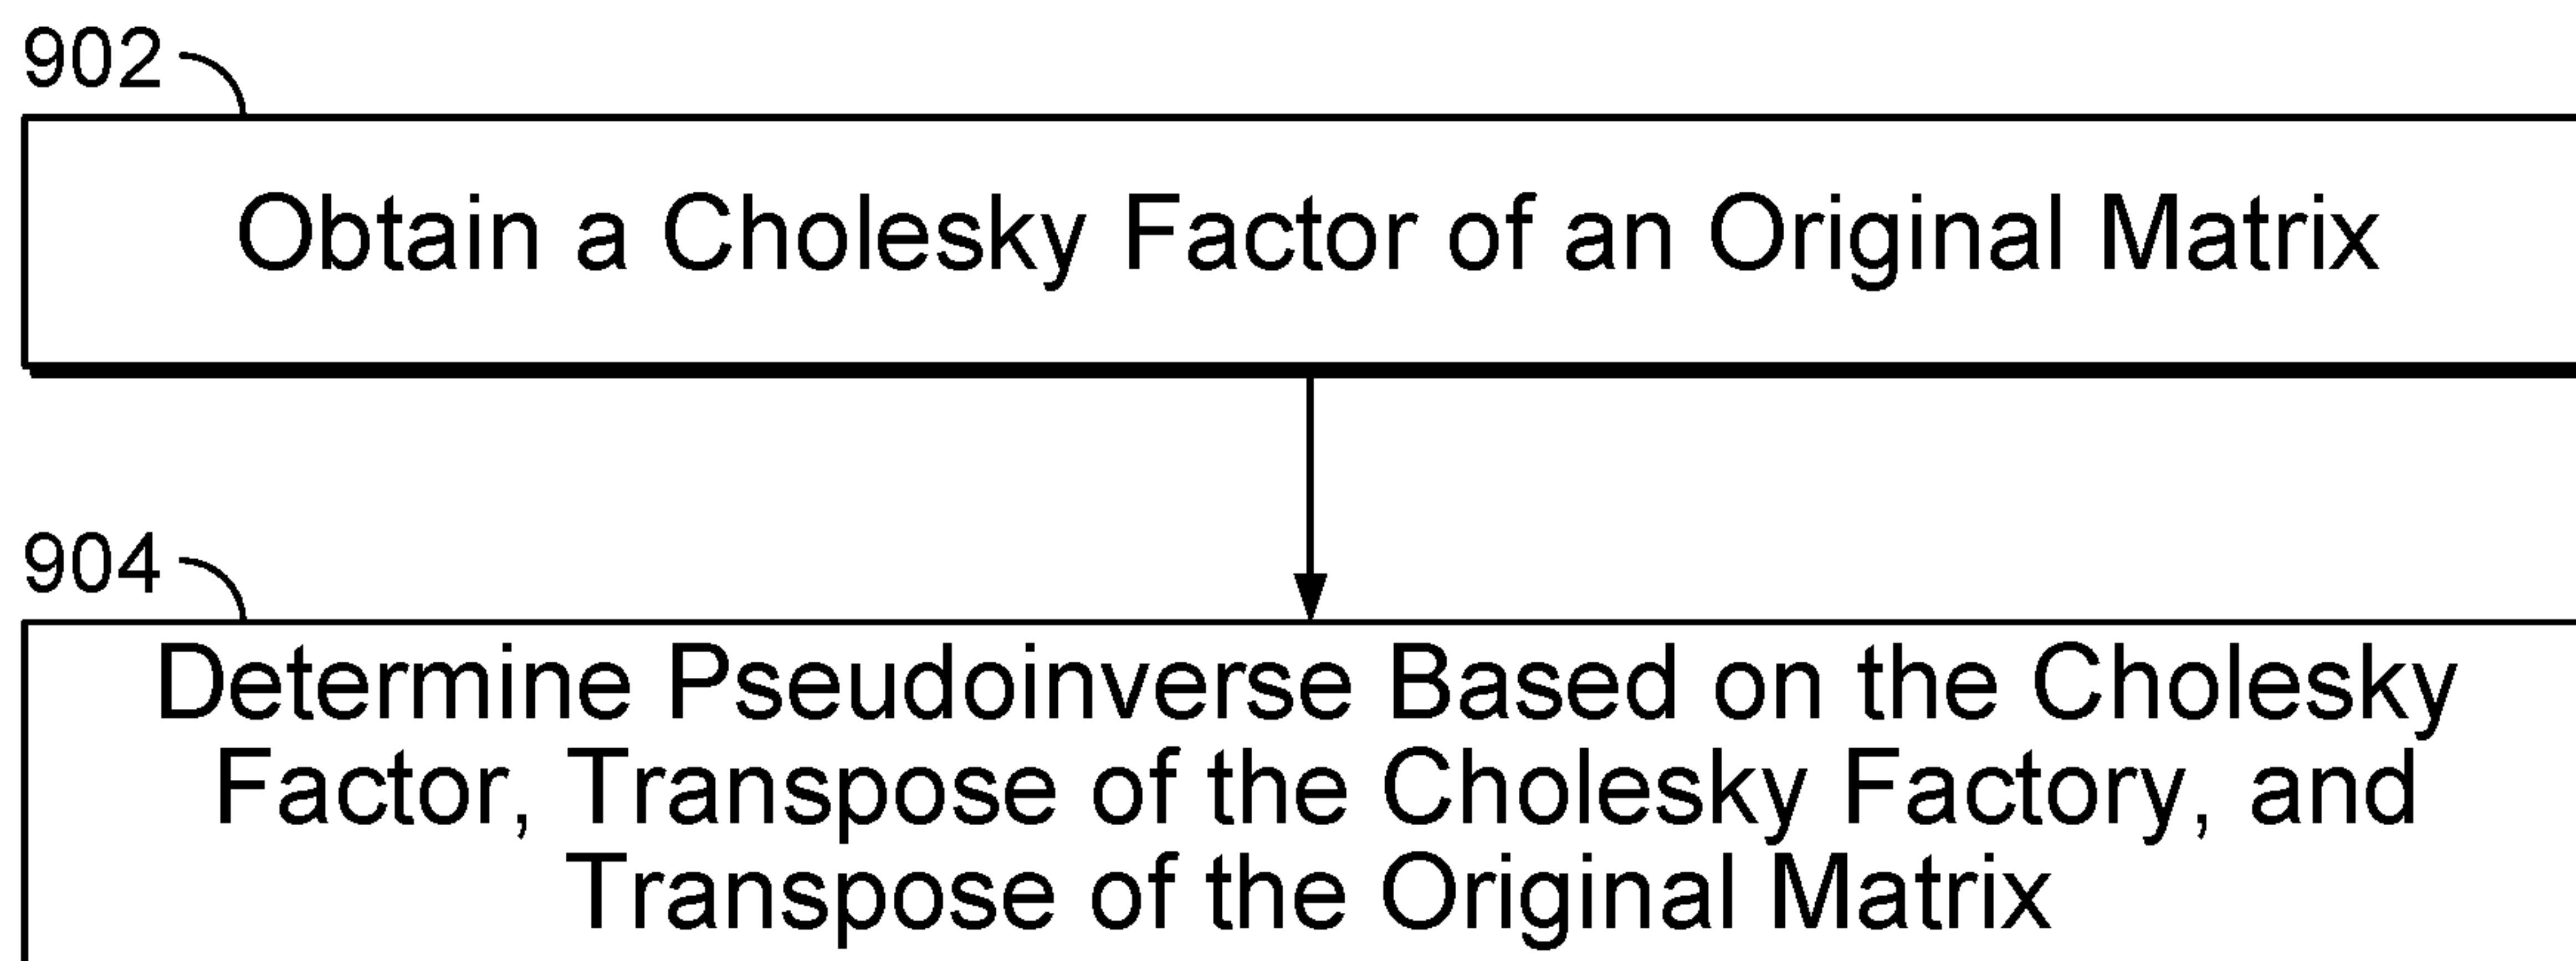 902
Obtain a Cholesky Factor of an Original Matrix
904
Determine Pseudoinverse Based on the Cholesky
Factor, Transpose of the Cholesky Factory, and
Transpose of the Original Matrix